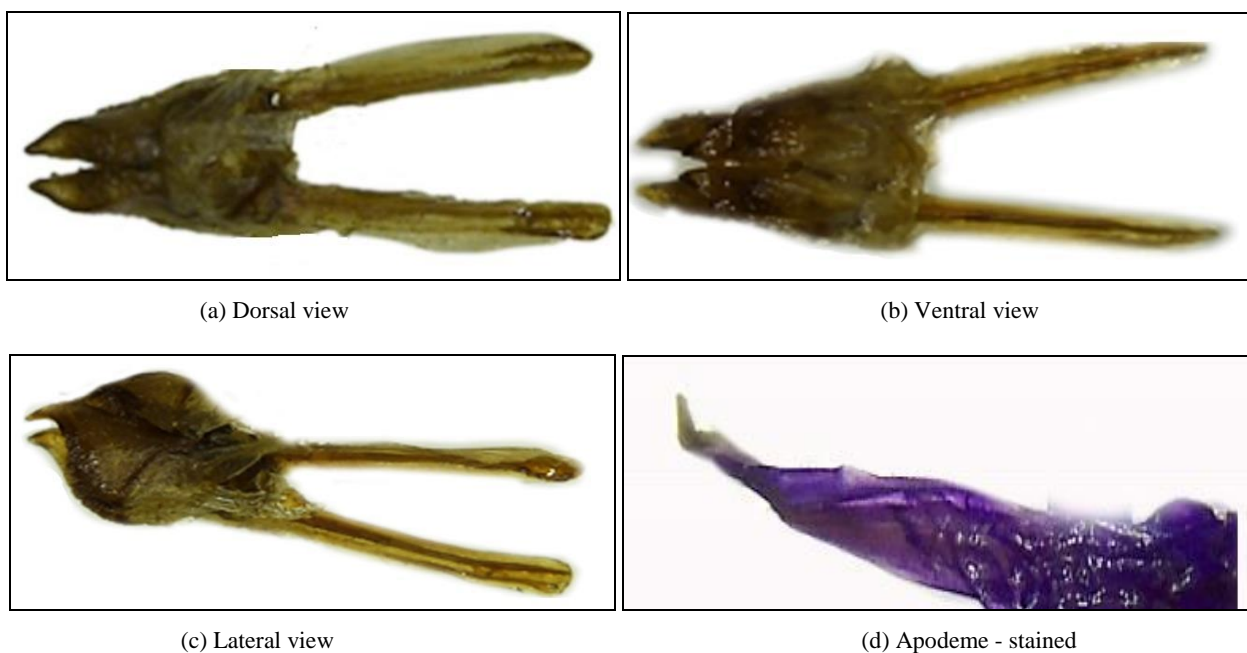 (a) Dorsal view
(b) Ventral view
(c) Lateral view
(d) Apodeme - stained